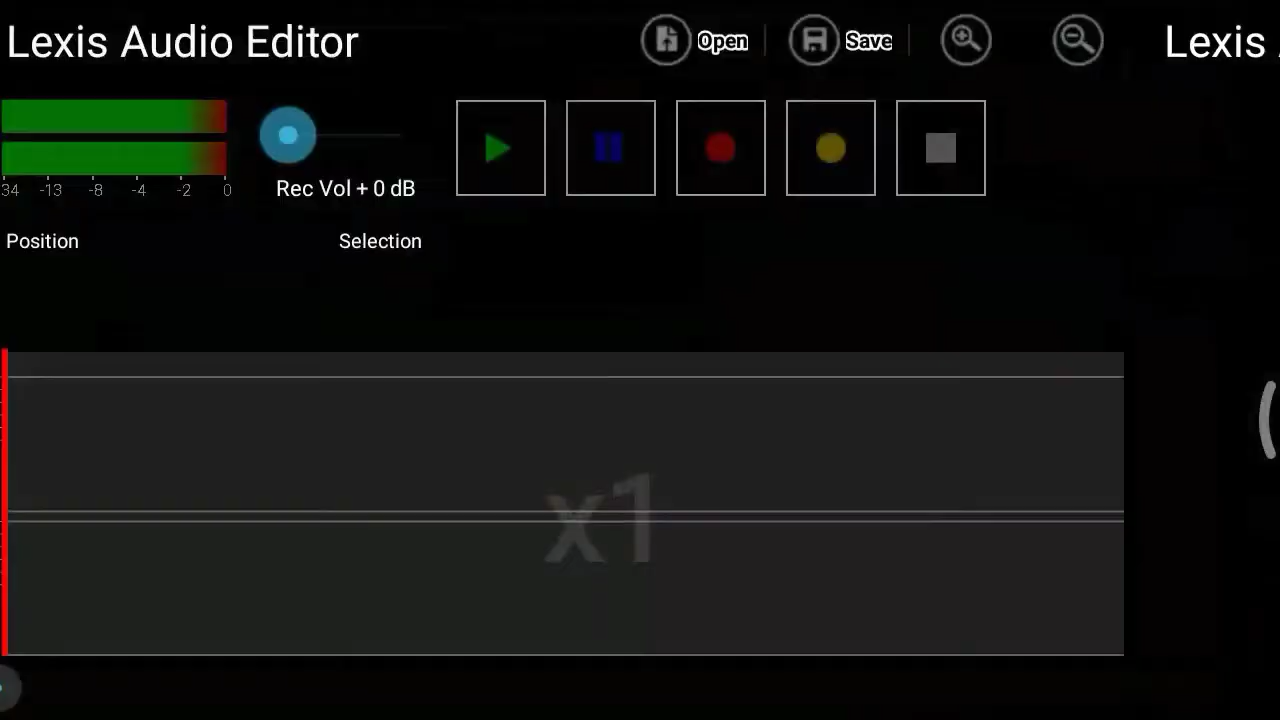 Lexis Audio Editor
Open
Save
Lexis
34 -13 -8 -4 -2 0
Rec Vol + 0 dB
Position
Selection
x1